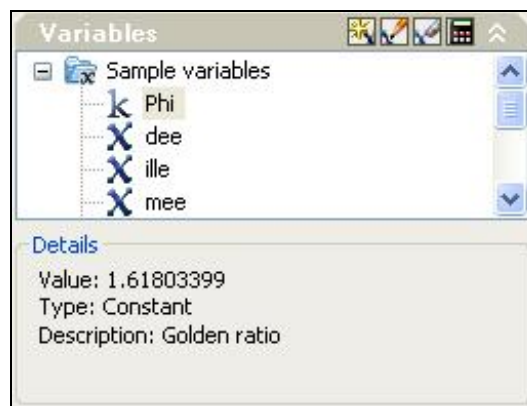 Variables
Sample variables
k Phi
X dee
X ille
X mee
Details
Value: 1.61803399
Type: Constant
Description: Golden ratio